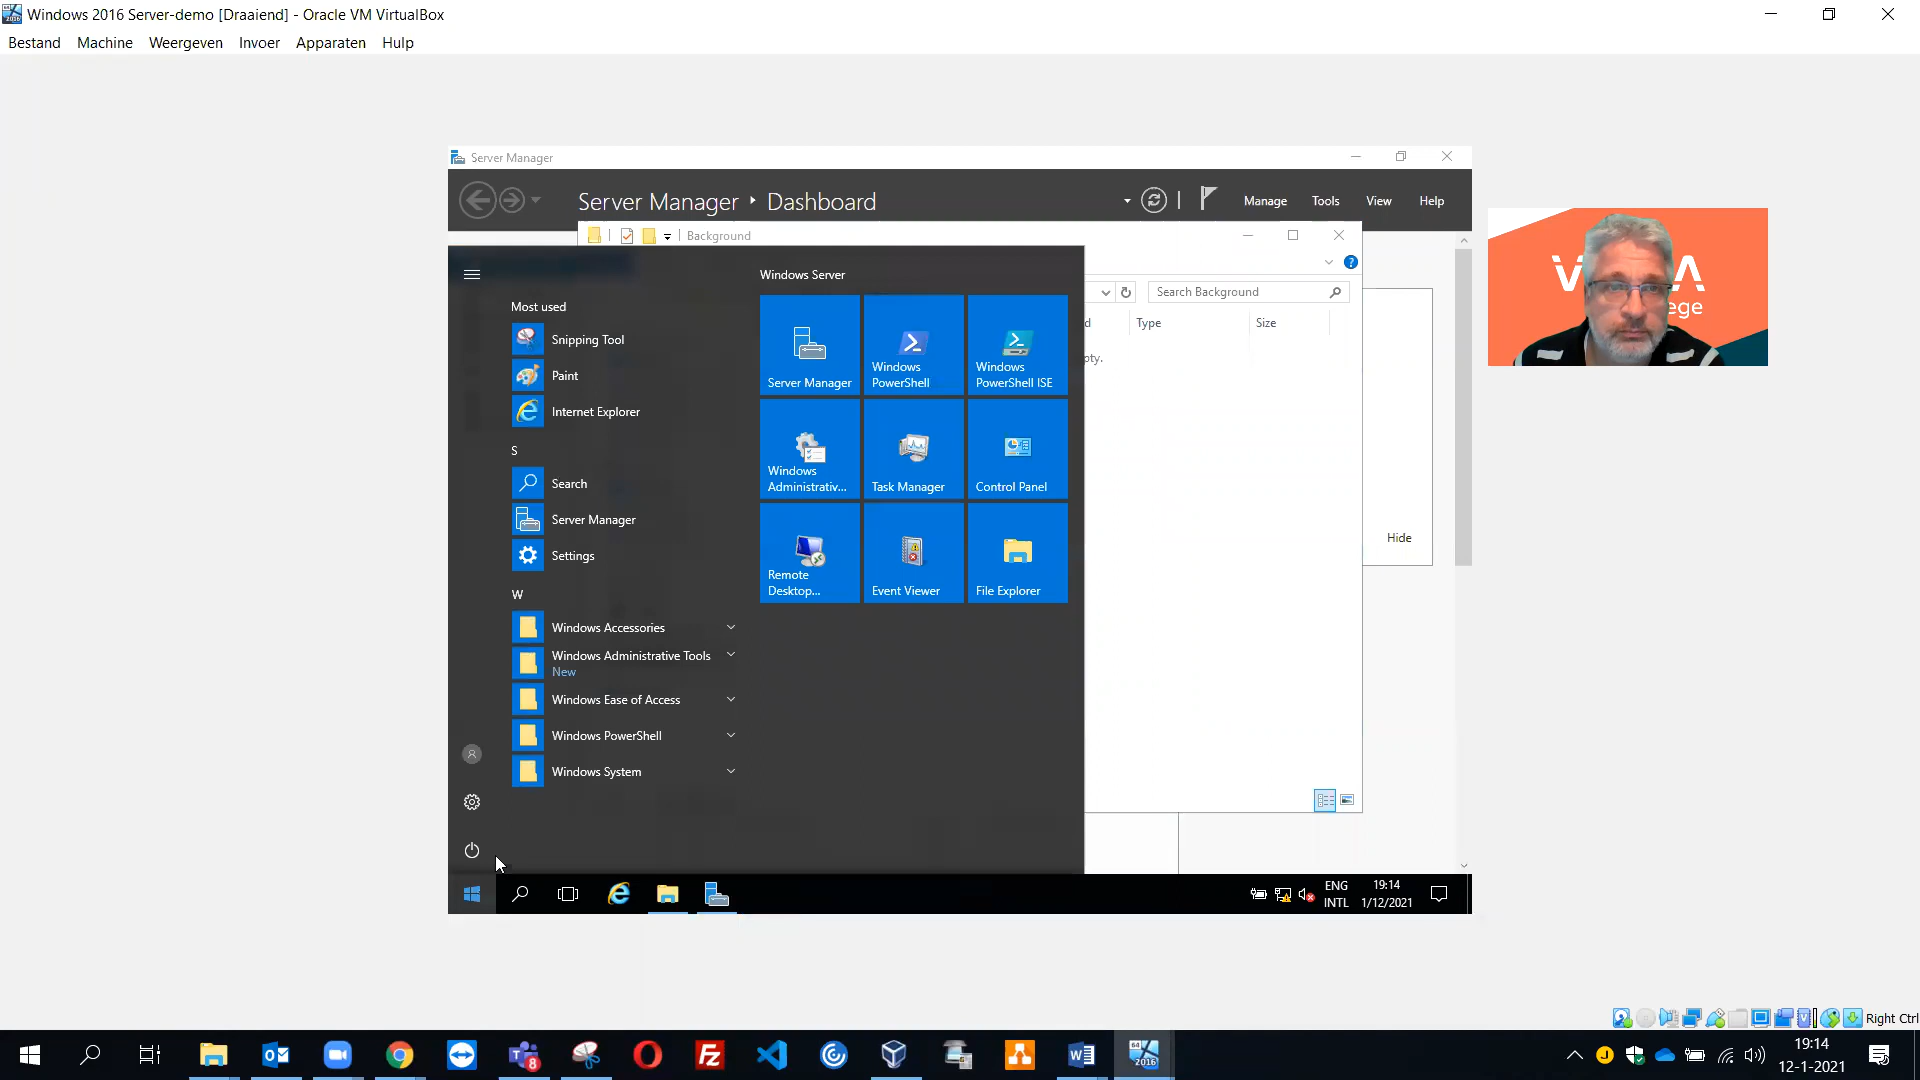 Windows 2016 Server-demo [Draaiend] - Oracle VM VirtualBox
Bestand Machine Weergeven Invoer Apparaten Hulp
Server Manager
Server Manager Dashboard
Manage Tools View Help
Background
Search Background
Type
Size
Hide
Windows Server
Most used
Snipping Tool
Paint
Internet Explorer
S
Search
Server Manager
Settings
W
Windows Accessories
Windows Administrative Tools
New
Windows Ease of Access
Windows PowerShell
Windows System
Server Manager
Windows
PowerShell
Windows
PowerShell ISE
Windows
Administrativ...
Task Manager
Control Panel
Remote
Desktop...
Event Viewer
File Explorer
ENG
INTL
19:14
1/12/2021
Right Ctrl
8
64
2016
19:14
12-1-2021